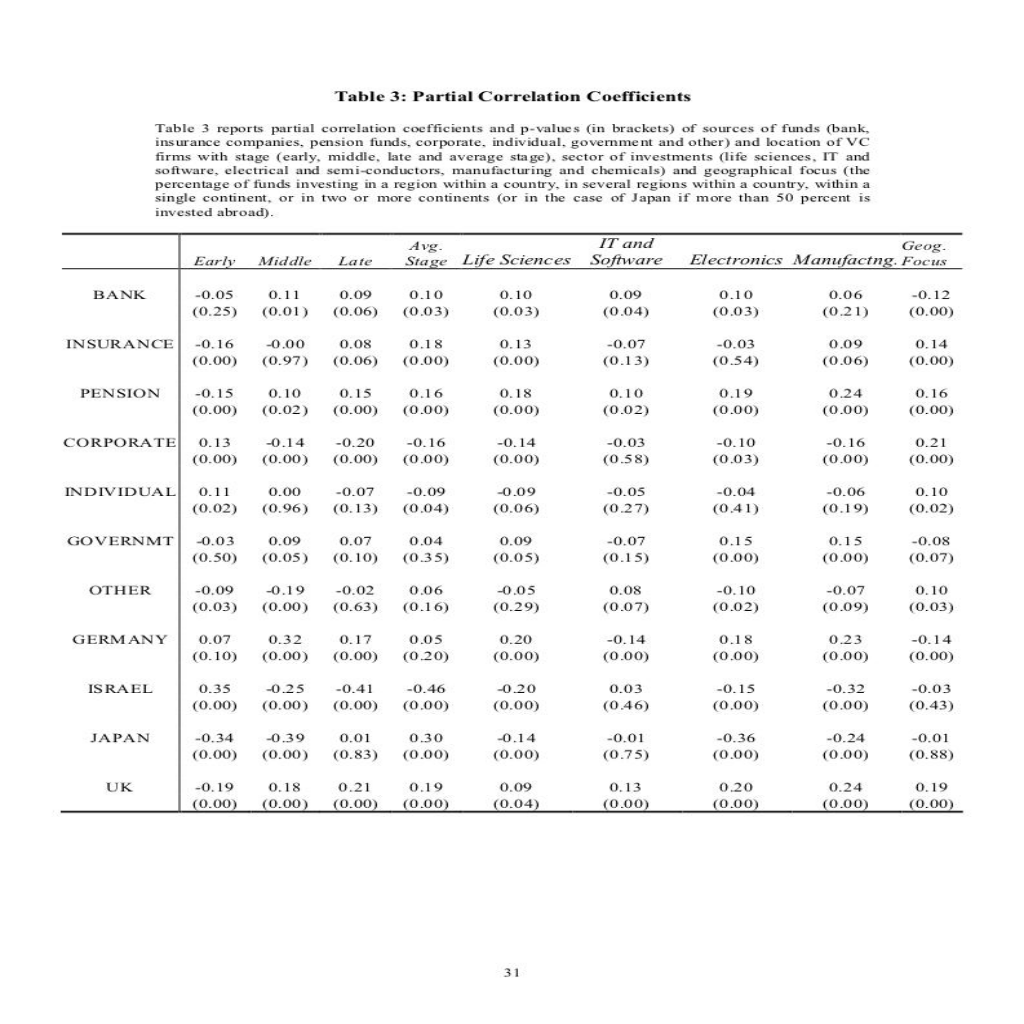 Table 3: Partial Correlation Coefficients
Table 3 reports partial correlation coefficients and p-values (in brackets) of sources of funds (bank,
insurance companies, pension funds, corporate, individual, government and other) and location of VC
firms with stage (early, middle, late and average stage), sector of investments (life sciences, IT and
software, electrical and semi-conductors, manufacturing and chemicals) and geographical focus (the
percentage of funds investing in a region within a country, in several regions within a country, within a
single continent, or in two or more continents (or in the case of Japan if more than 50 percent is
invested abroad).
Avg. IT and Geog.
Early Middle Late Stage Life Sciences Software Electronics Manufactng. Focus
BANK -0.05 0.11 0.09 0.10 0.10 0.09 0.10 0.06 -0.12
(0.25) (0.01) (0.06) (0.03) (0.03) (0.04) (0.03) (0.21) (0.00)
INSURANCE -0.16 -0.00 0.08 0.18 0.13 -0.07 -0.03 0.09 0.14
(0.00) (0.97) (0.06) (0.00) (0.00) (0.13) (0.54) (0.06) (0.00)
PENSION -0.15 0.10 0.15 0.16 0.18 0.10 0.19 0.24 0.16
(0.00) (0.02) (0.00) (0.00) (0.00) (0.02) (0.00) (0.00) (0.00)
CORPORATE 0.13 -0.14 -0.20 -0.16 -0.14 -0.03 -0.10 -0.16 0.21
(0.00) (0.00) (0.00) (0.00) (0.00) (0.58) (0.03) (0.00) (0.00)
INDIVIDUAL 0.11 0.00 -0.07 -0.09 -0.09 -0.05 -0.04 -0.06 0.10
(0.02) (0.96) (0.13) (0.04) (0.06) (0.27) (0.41) (0.19) (0.02)
GOVERNMT -0.03 0.09 0.07 0.04 0.09 -0.07 0.15 0.15 -0.08
(0.50) (0.05) (0.10) (0.35) (0.05) (0.15) (0.00) (0.00) (0.07)
OTHER -0.09 -0.19 -0.02 0.06 -0.05 0.08 -0.10 -0.07 0.10
(0.03) (0.00) (0.63) (0.16) (0.29) (0.07) (0.02) (0.09) (0.03)
GERMANY 0.07 0.32 0.17 0.05 0.20 -0.14 0.18 0.23 -0.14
(0.10) (0.00) (0.00) (0.20) (0.00) (0.00) (0.00) (0.00) (0.00)
ISRAEL 0.35 -0.25 -0.41 -0.46 -0.20 0.03 -0.15 -0.32 -0.03
(0.00) (0.00) (0.00) (0.00) (0.00) (0.46) (0.00) (0.00) (0.43)
JAPAN -0.34 -0.39 0.01 0.30 -0.14 -0.01 -0.36 -0.24 -0.01
(0.00) (0.00) (0.83) (0.00) (0.00) (0.75) (0.00) (0.00) (0.88)
UK -0.19 0.18 0.21 0.19 0.09 0.13 0.20 0.24 0.19
(0.00) (0.00) (0.00) (0.00) (0.04) (0.00) (0.00) (0.00) (0.00)
31